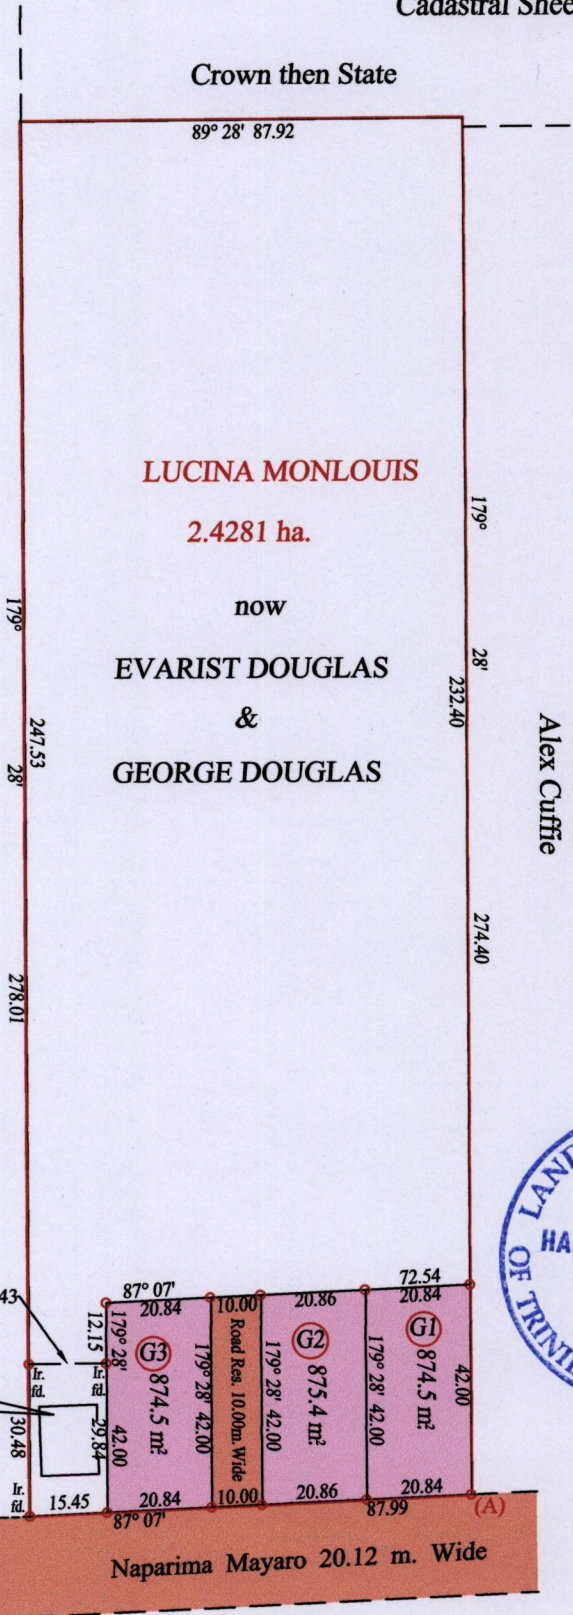 Cadastral Shee
Crown then State
89° 28' 87.92
LUCINA MONLOUIS
2.4281 ha.
now
EVARIST DOUGLAS
&
GEORGE DOUGLAS
179° 28'
232.40
274.40
Alex Cuffie
179° 28'
247.53
278.01
LAND
HA
OF TRINI
43
87° 07'
72.54
20.84
10.00
20.86
20.84
12.15
179° 28' 42.00
G3
874.5 m²
179° 28' 42.00
Road Res. 10.00m. Wide
179° 28' 42.00
G2
875.4 m²
179° 28' 42.00
G1
874.5 m²
42.00
Ir.
fd.
Ir.
fd.
30.48
29.84
Ir.
fd.
15.45
20.84
10.00
20.86
20.84
87° 07'
87.99
(A)
Naparima Mayaro 20.12 m. Wide